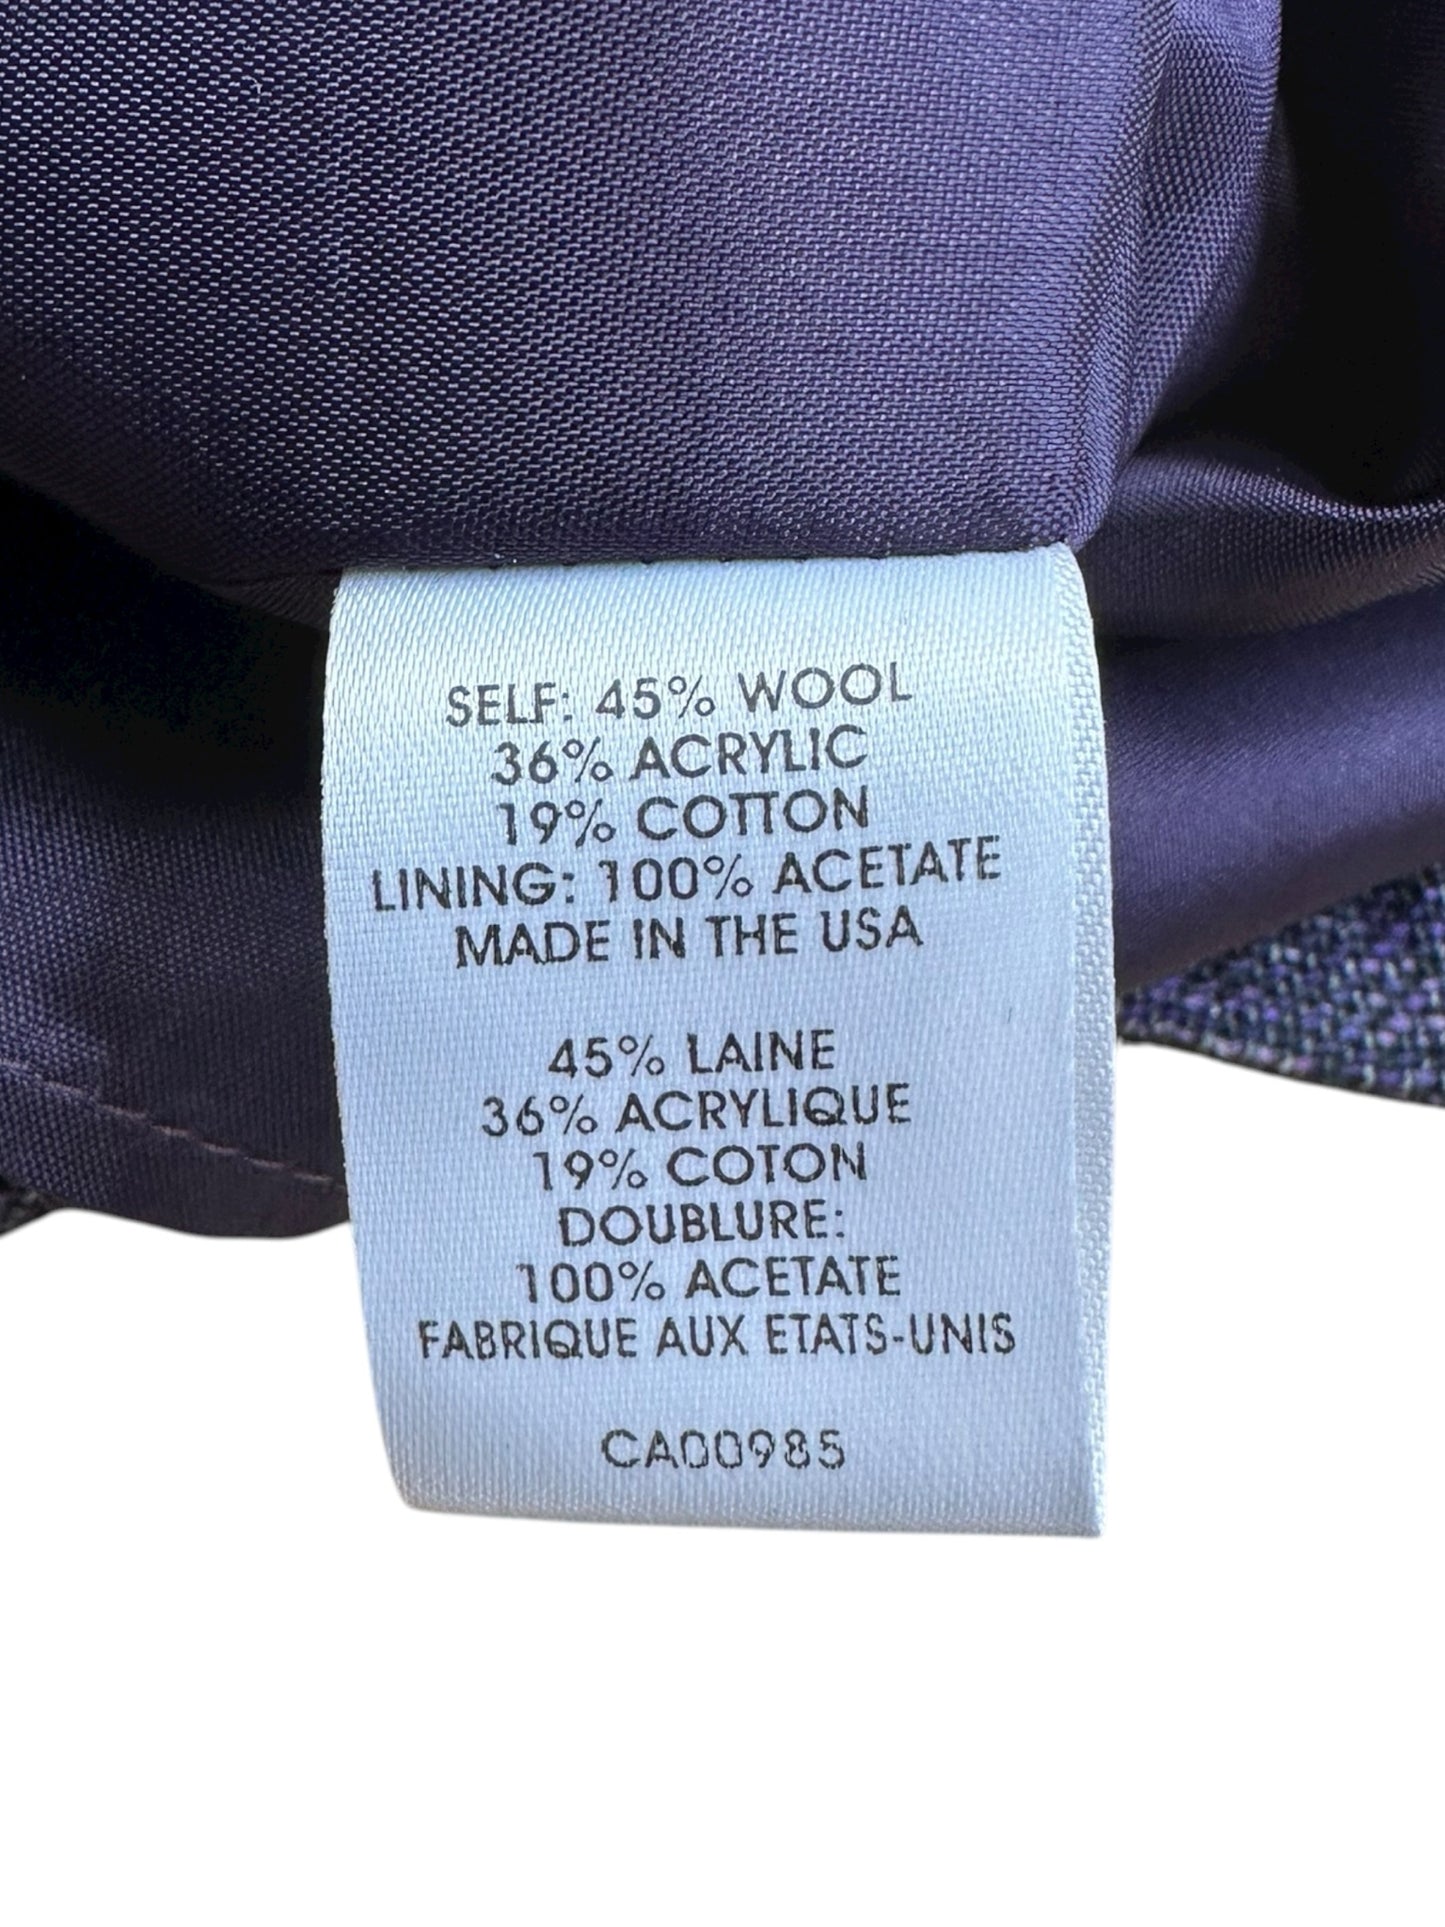 SELF: 45% WOOL
36% ACRYLIC
19% COTTON
LINING: 100% ACETATE
MADE IN THE USA
45% LAINE
36% ACRYLIQUE
19% COTON
DOUBLURE:
100% ACETATE
FABRIQUE AUX ETATS-UNIS
CA00985